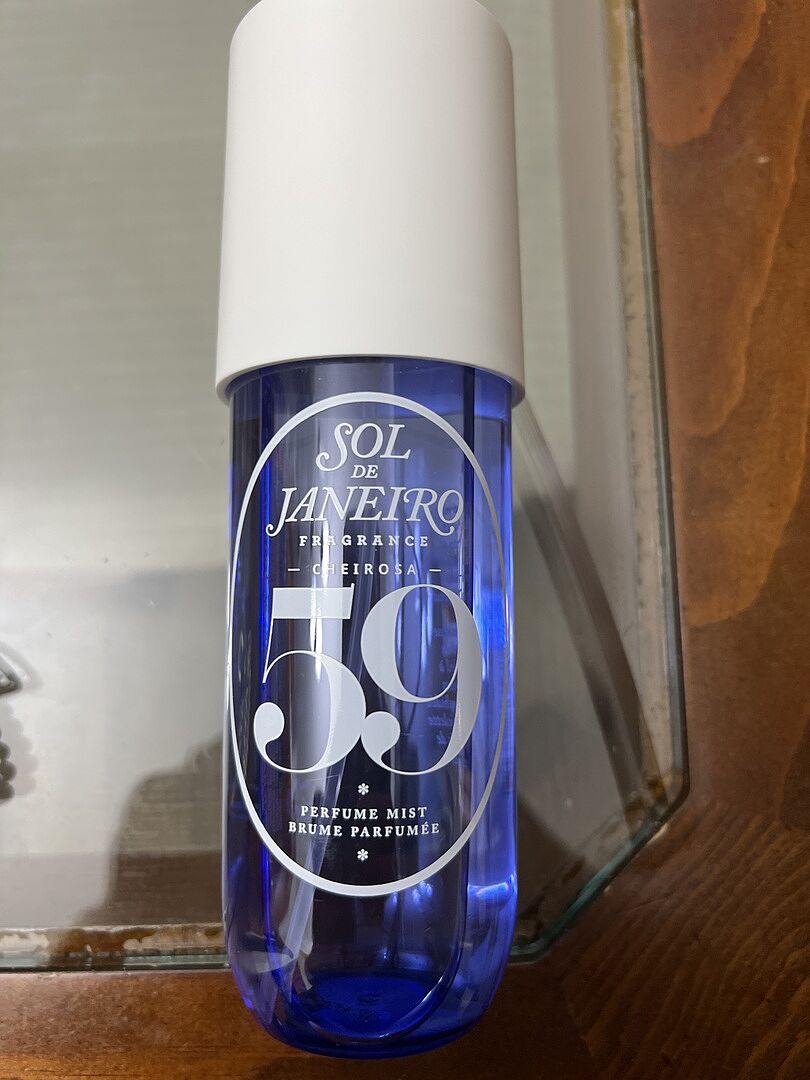 SOL
DE
JANEIRO
FRAGRANCE
— CHEIROSA —
59
PERFUME MIST
BRUME PARFUMÉE